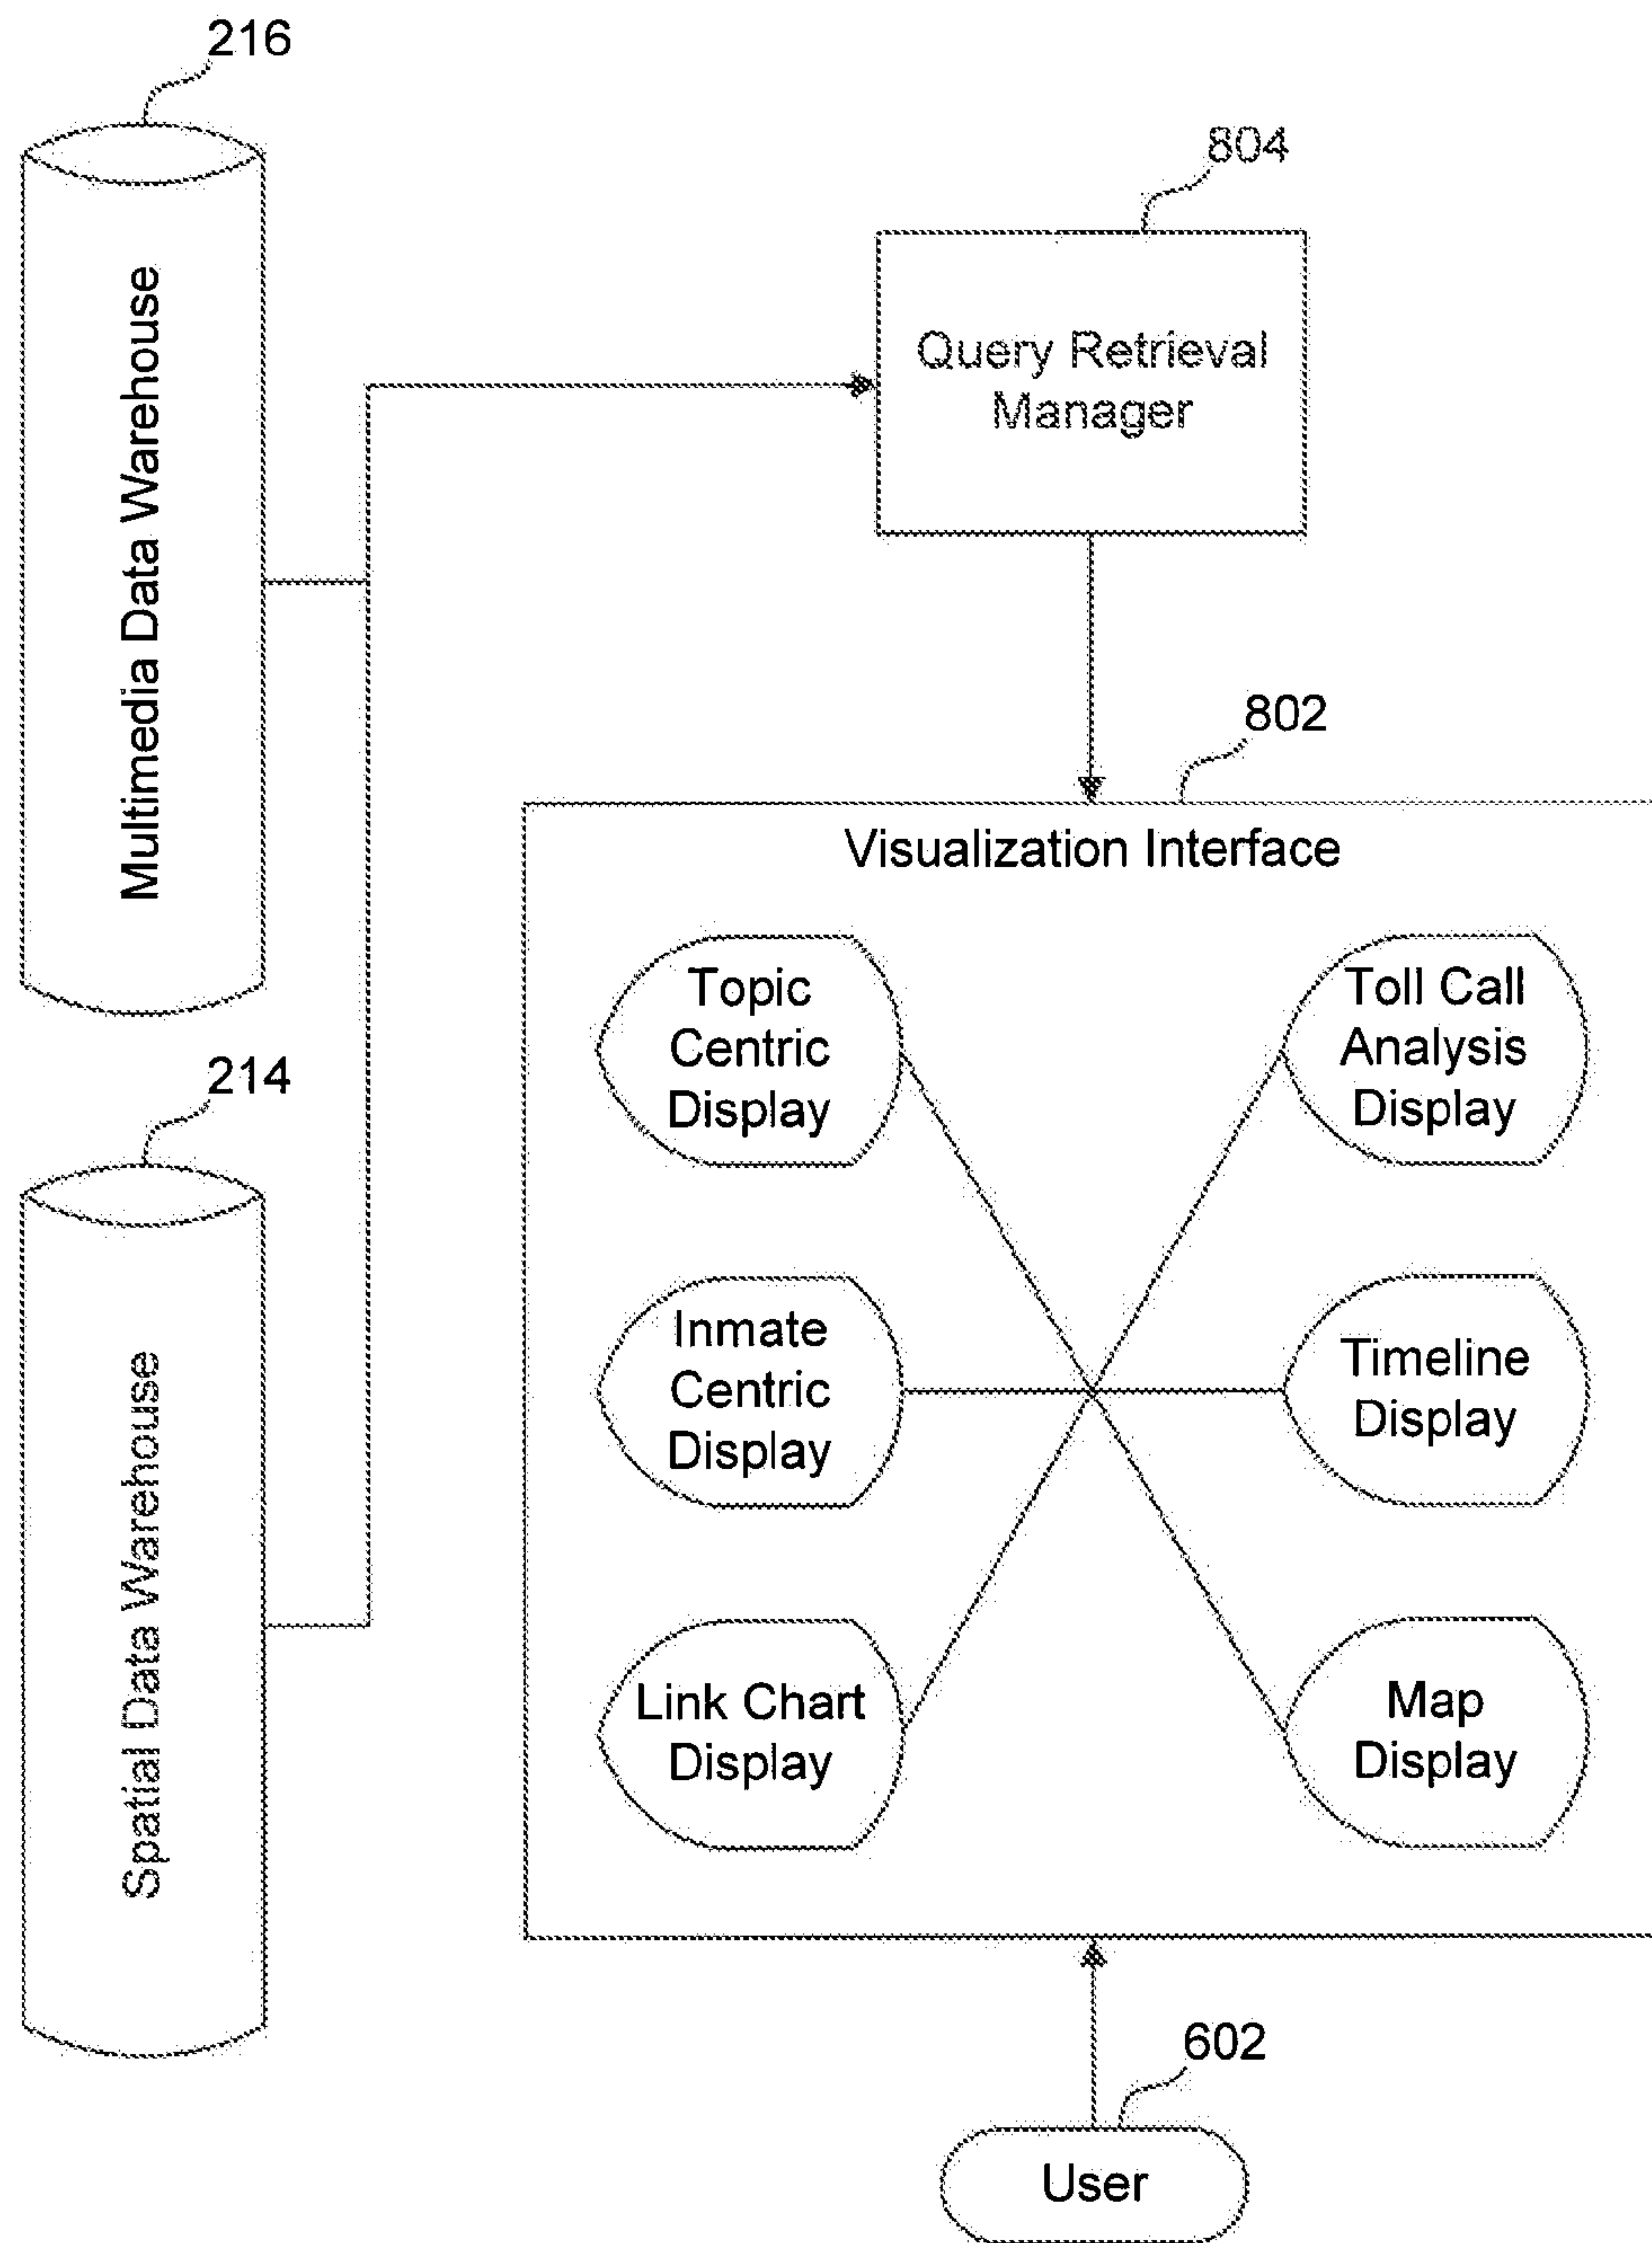 216
Multimedia Data Warehouse
804
Query Retrieval
Manager
802
Visualization Interface
Topic
Centric
Display
Toll Call
Analysis
Display
214
Spatial Data Warehouse
Inmate
Centric
Display
Timeline
Display
Link Chart
Display
Map
Display
602
User